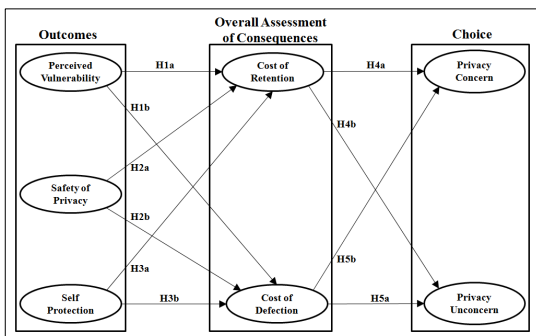 Outcomes
Overall Assessment
of Consequences
Choice
Perceived
Vulnerability
H1a
Cost of
Retention
H4a
Privacy
Concern
H1b
H4b
H2a
Safety of
Privacy
H2b
H3a
H5b
Self
Protection
H3b
Cost of
Defection
H5a
Privacy
Unconcern